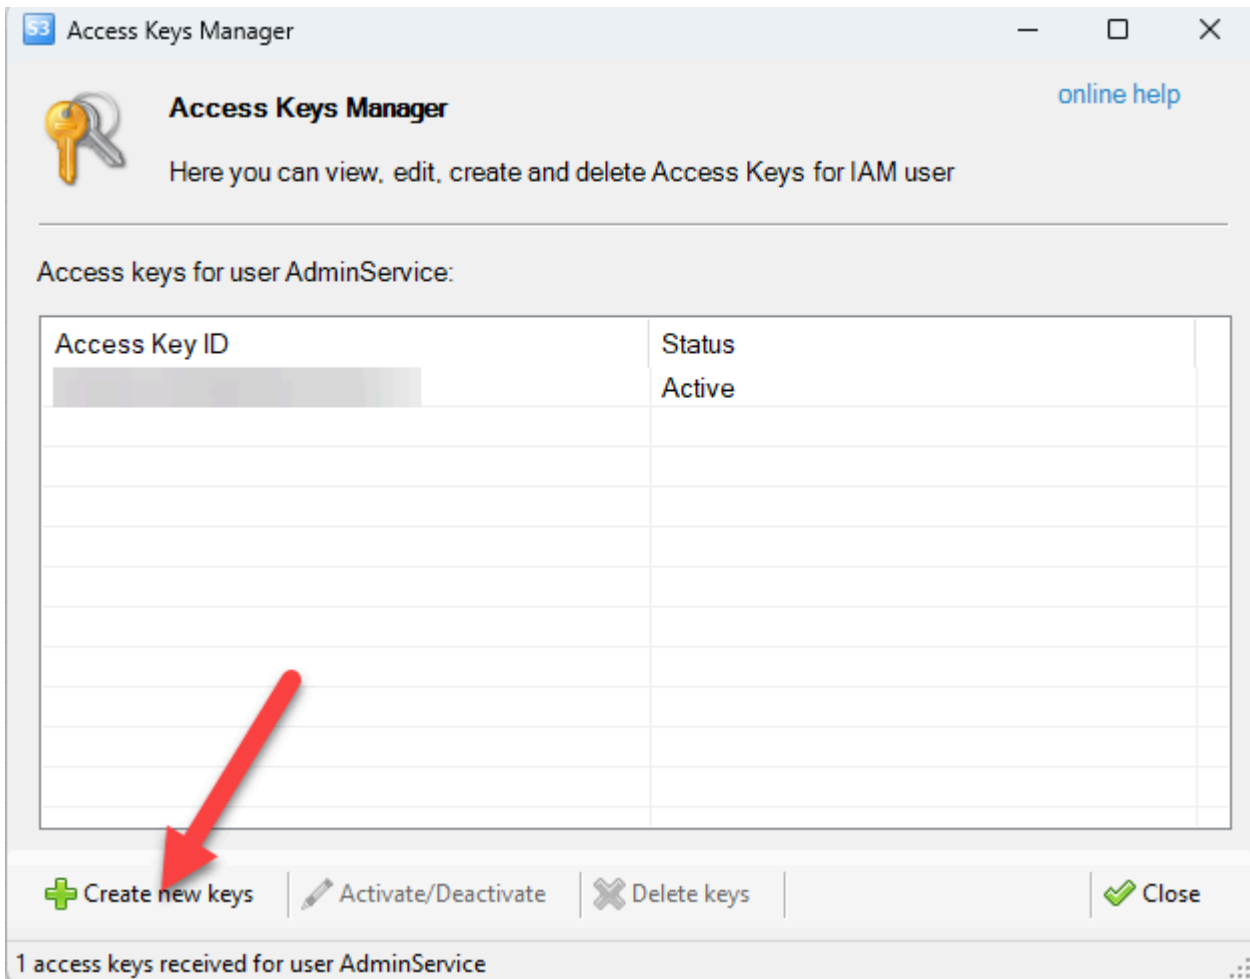 S3 Access Keys Manager
online help
Access Keys Manager
Here you can view, edit, create and delete Access Keys for IAM user
Access keys for user AdminService:
Access Key ID Status
Active
Create new keys Activate/Deactivate Delete keys Close
1 access keys received for user AdminService